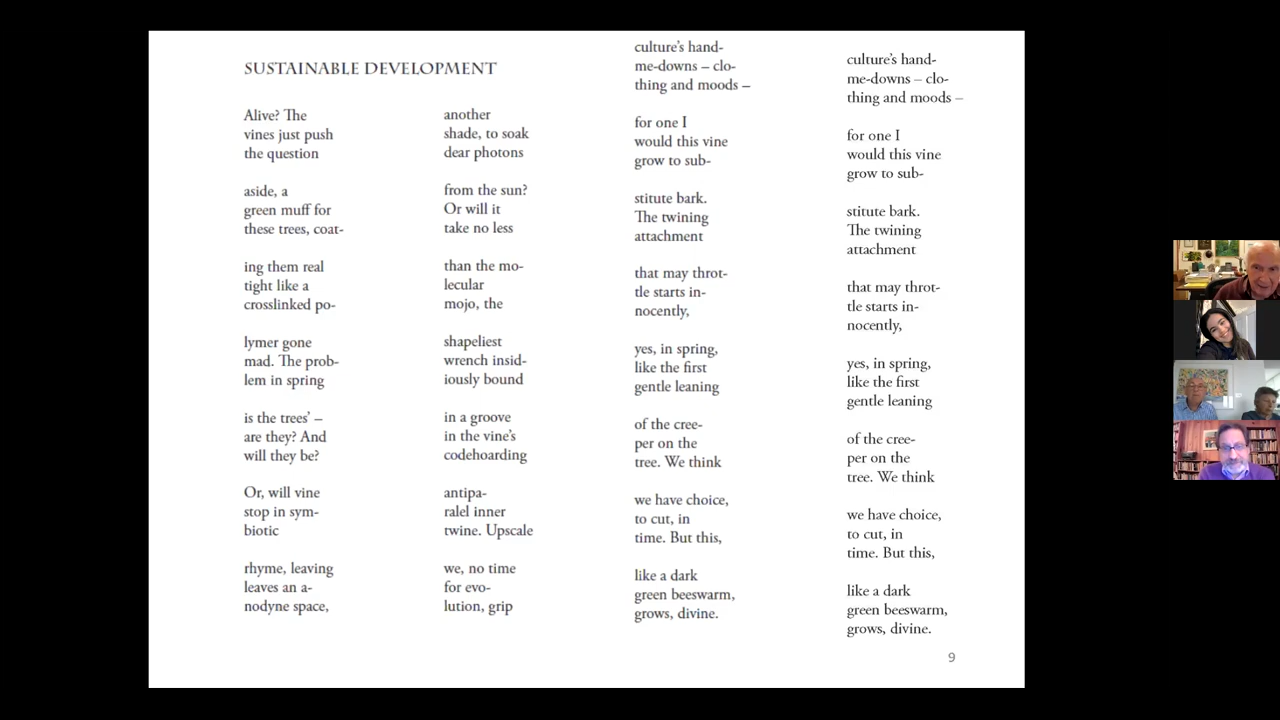 SUSTAINABLE DEVELOPMENT
Alive? The
vines just push
the question
aside, a
green muff for
these trees, coat-
ing them real
tight like a
crosslinked po-
lymer gone
mad. The prob-
lem in spring
is the trees’ –
are they? And
will they be?
Or, will vine
stop in sym-
biotic
rhyme, leaving
leaves an a-
nodyne space,
another
shade, to soak
dear photons
from the sun?
Or will it
take no less
than the mo-
lecular
mojo, the
shapeliest
wrench insid-
iously bound
in a groove
in the vine’s
codehoarding
antipa-
ralel inner
twine. Upscale
we, no time
for evo-
lution, grip
culture’s hand-
me-downs – clo-
thing and moods –
for one I
would this vine
grow to sub-
stitute bark.
The twining
attachment
that may throt-
tle starts in-
nocently,
yes, in spring,
like the first
gentle leaning
of the cree-
per on the
tree. We think
we have choice,
to cut, in
time. But this,
like a dark
green beeswarm,
grows, divine.
culture’s hand-
me-downs – clo-
thing and moods –
for one I
would this vine
grow to sub-
stitute bark.
The twining
attachment
that may throt-
tle starts in-
nocently,
yes, in spring,
like the first
gentle leaning
of the cree-
per on the
tree. We think
we have choice,
to cut, in
time. But this,
like a dark
green beeswarm,
grows, divine.
9